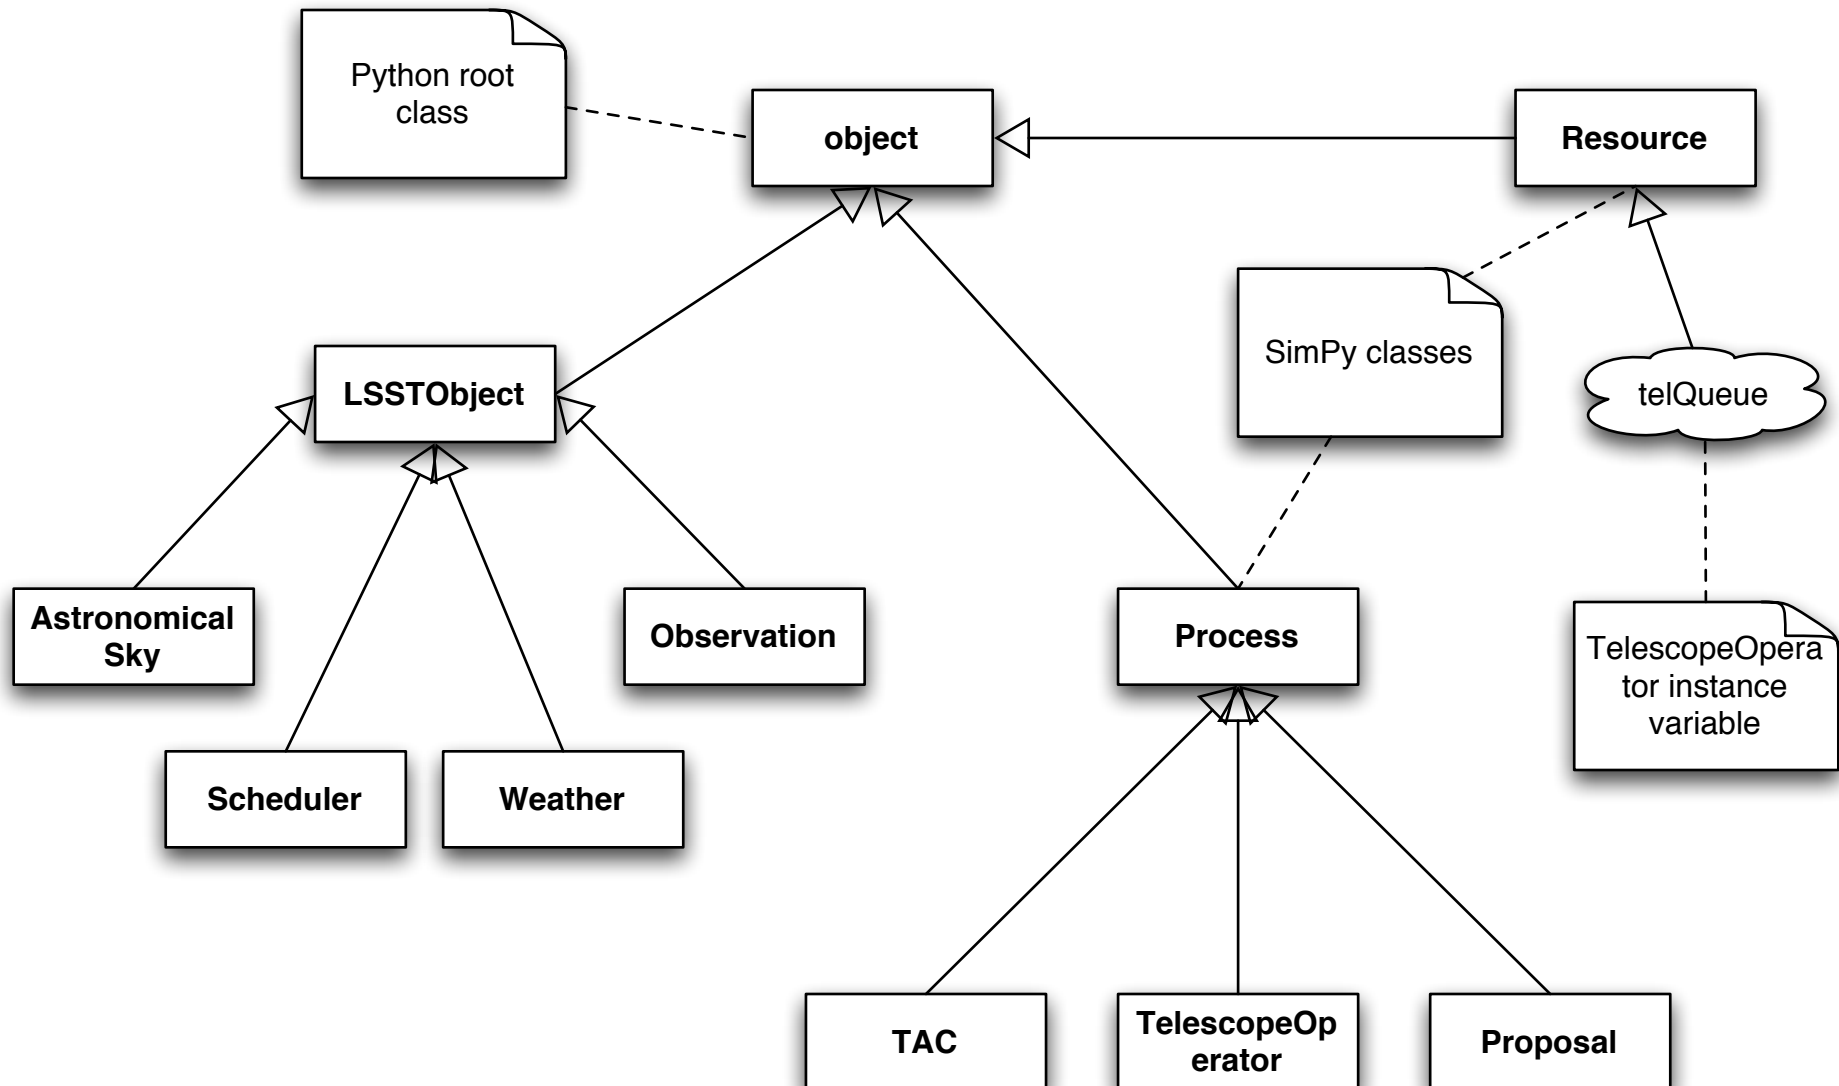 Python root
class
object
Resource
SimPy classes
LSSTObject
telQueue
Astronomical
Sky
Observation
Process
TelescopeOpera
tor instance
variable
Scheduler
Weather
TAC
TelescopeOp
erator
Proposal